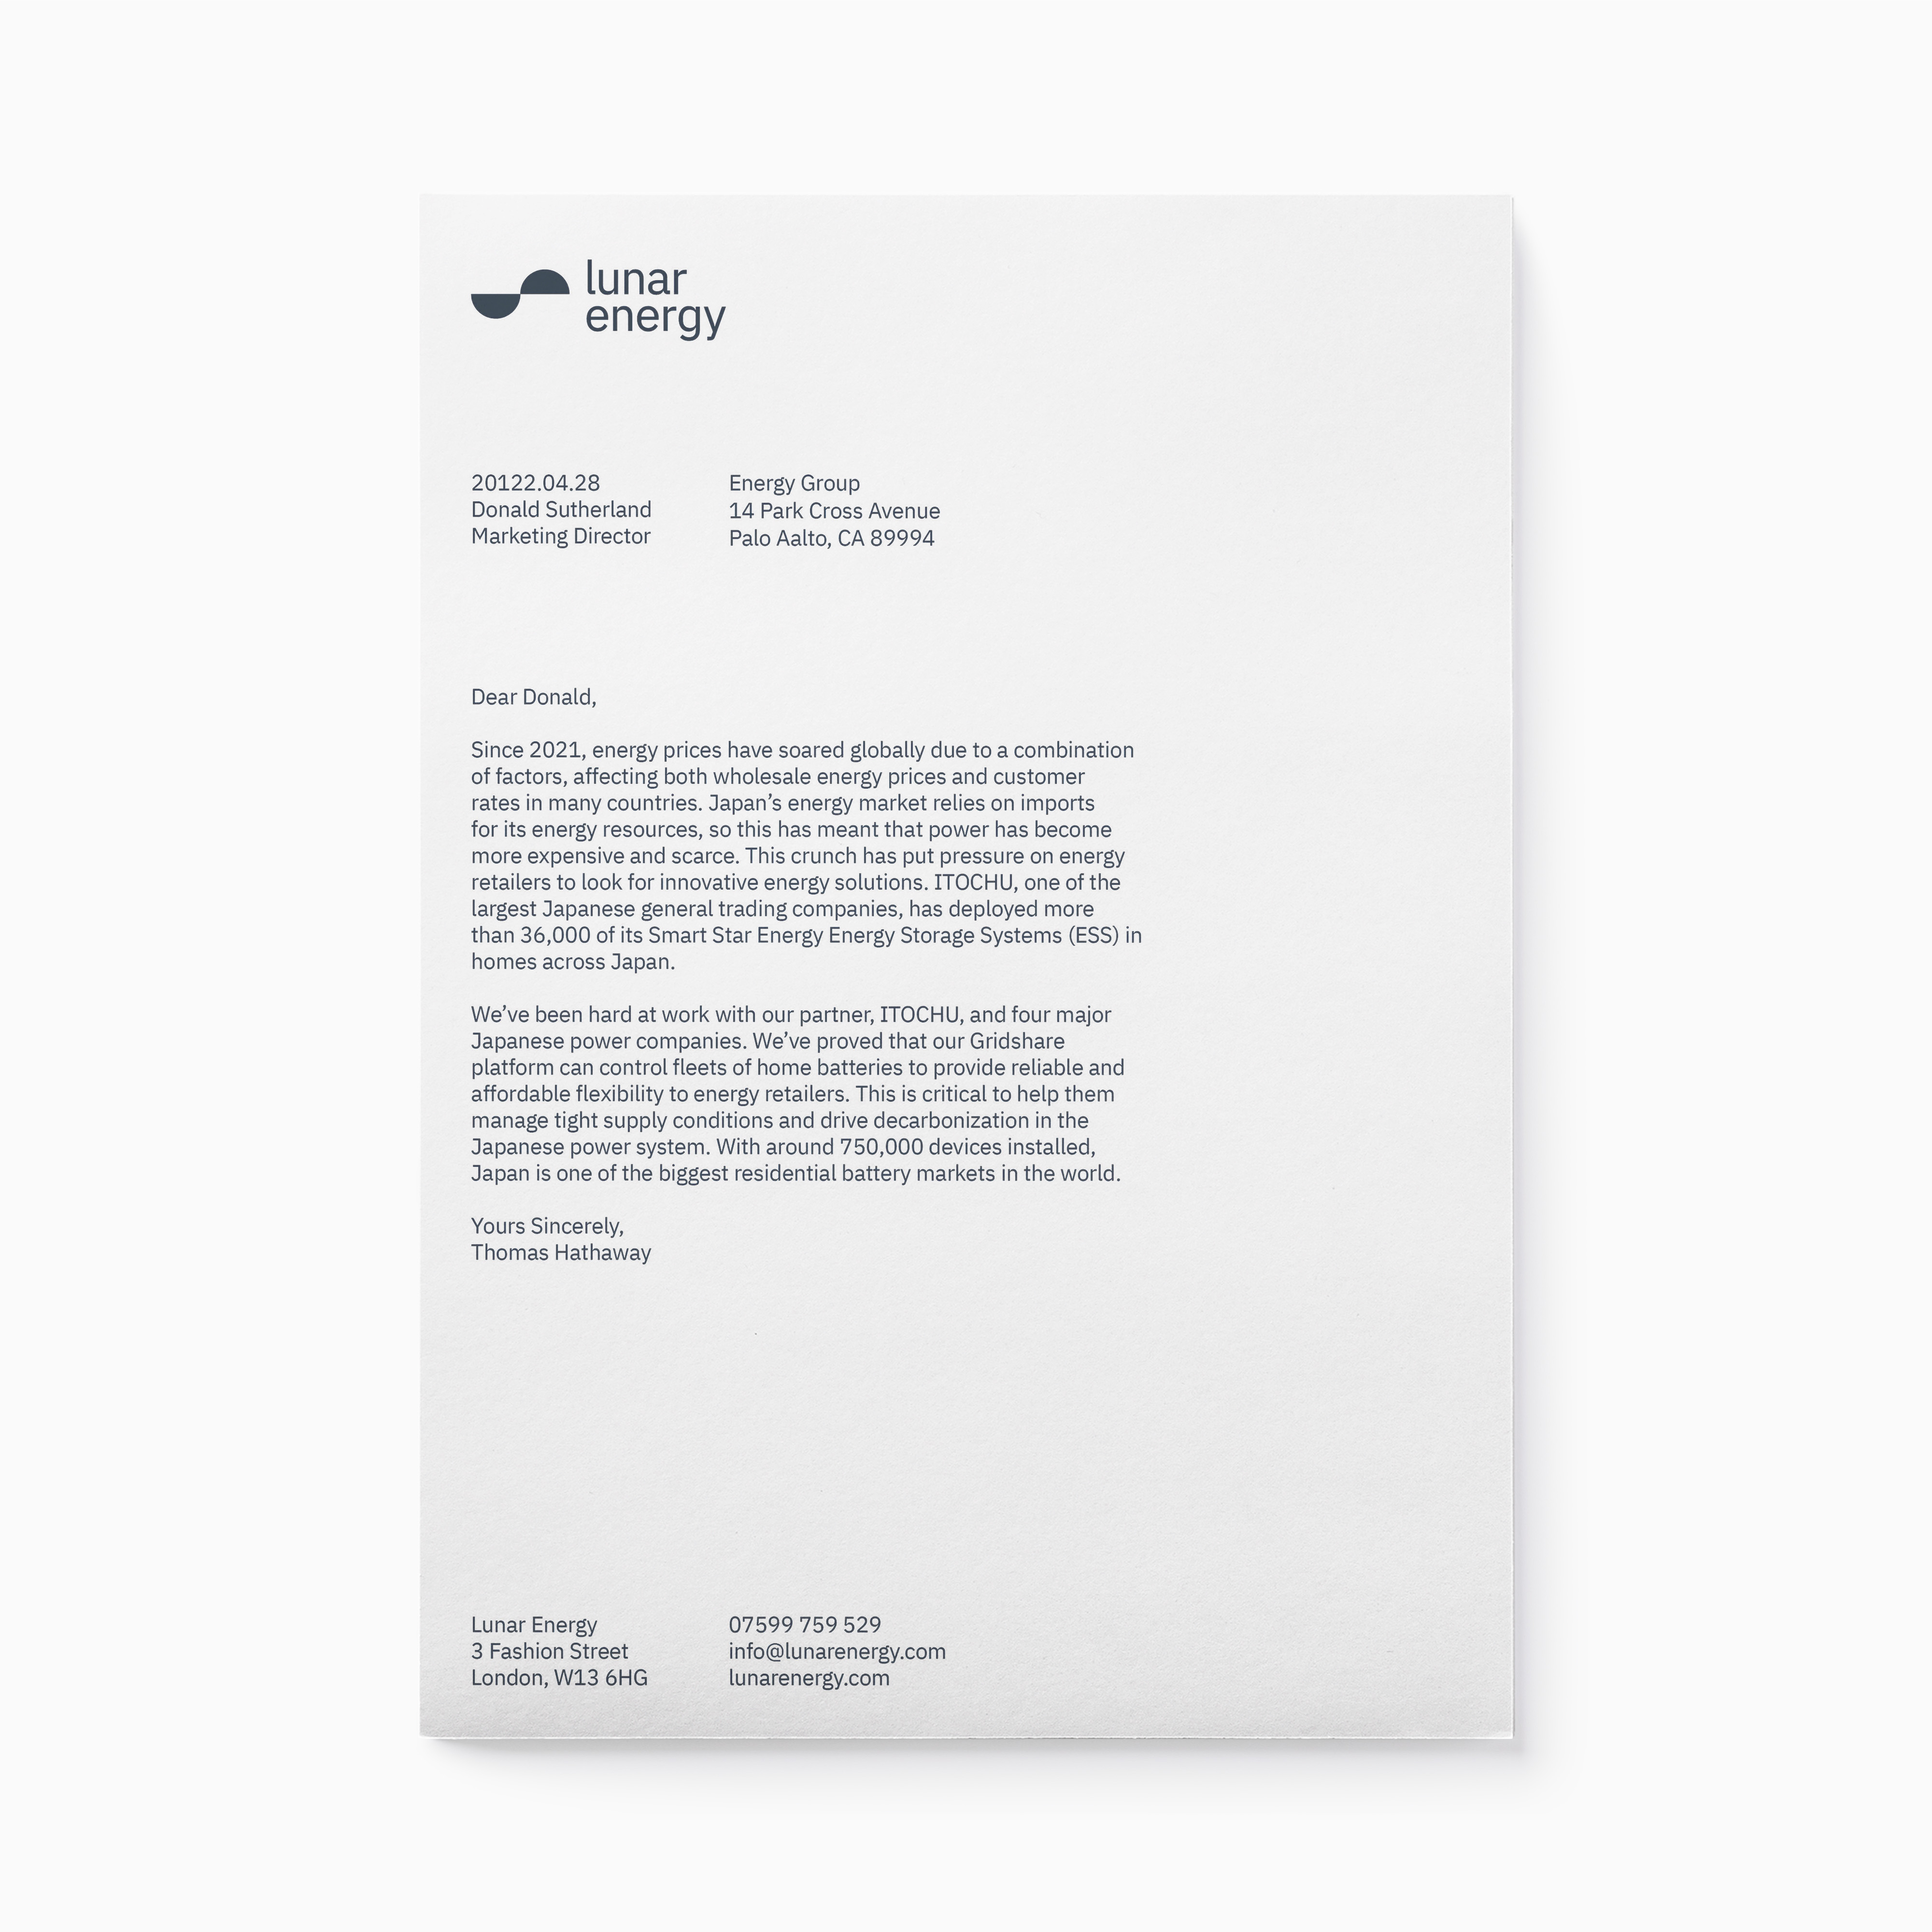 lunar
energy
20122.04.28
Donald Sutherland
Marketing Director
Energy Group
14 Park Cross Avenue
Palo Aalto, CA 89994
Dear Donald,
Since 2021, energy prices have soared globally due to a combination
of factors, affecting both wholesale energy prices and customer
rates in many countries. Japan’s energy market relies on imports
for its energy resources, so this has meant that power has become
more expensive and scarce. This crunch has put pressure on energy
retailers to look for innovative energy solutions. ITOCHU, one of the
largest Japanese general trading companies, has deployed more
than 36,000 of its Smart Star Energy Energy Storage Systems (ESS) in
homes across Japan.
We’ve been hard at work with our partner, ITOCHU, and four major
Japanese power companies. We’ve proved that our Gridshare
platform can control fleets of home batteries to provide reliable and
affordable flexibility to energy retailers. This is critical to help them
manage tight supply conditions and drive decarbonization in the
Japanese power system. With around 750,000 devices installed,
Japan is one of the biggest residential battery markets in the world.
Yours Sincerely,
Thomas Hathaway
Lunar Energy
3 Fashion Street
London, W13 6HG
07599 759 529
info@lunarenergy.com
lunarenergy.com